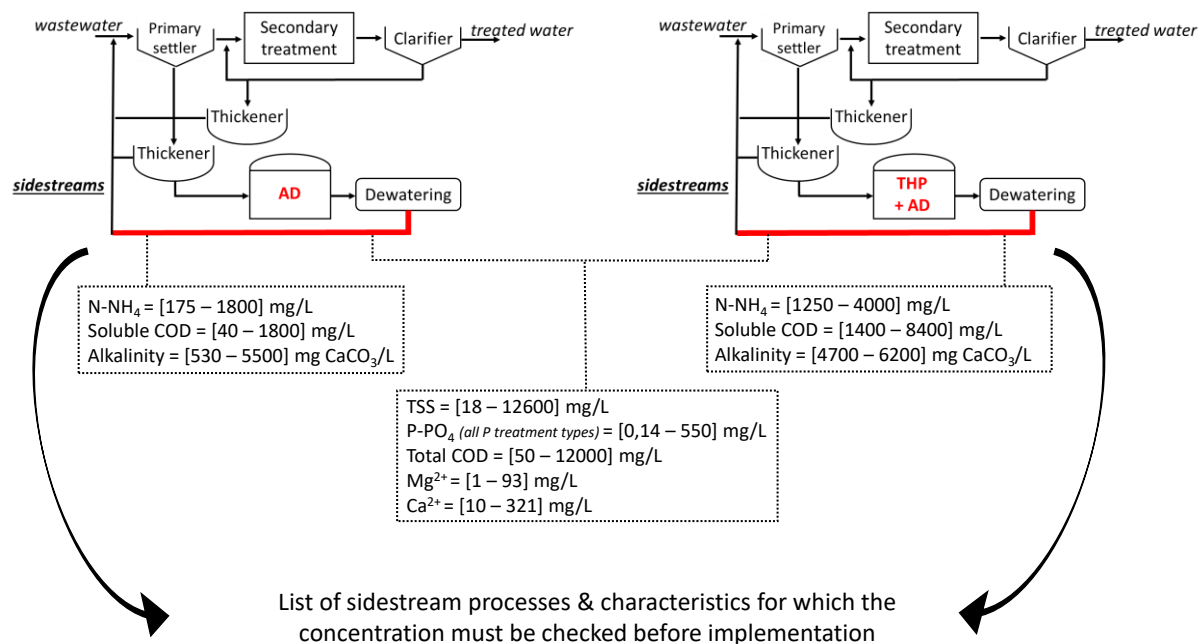 wastewater
Primary
settler
Secondary
treatment
Clarifier
treated water
Thickener
Thickener
sidestreams
AD
Dewatering
wastewater
Primary
settler
Secondary
treatment
Clarifier
treated water
Thickener
Thickener
sidestreams
THP
+ AD
Dewatering
N-NH₄ = [175 – 1800] mg/L
Soluble COD = [40 – 1800] mg/L
Alkalinity = [530 – 5500] mg CaCO₃/L
N-NH₄ = [1250 – 4000] mg/L
Soluble COD = [1400 – 8400] mg/L
Alkalinity = [4700 – 6200] mg CaCO₃/L
TSS = [18 – 12600] mg/L
P-PO₄ (all P treatment types) = [0,14 – 550] mg/L
Total COD = [50 – 12000] mg/L
Mg²⁺ = [1 – 93] mg/L
Ca²⁺ = [10 – 321] mg/L
List of sidestream processes & characteristics for which the
concentration must be checked before implementation